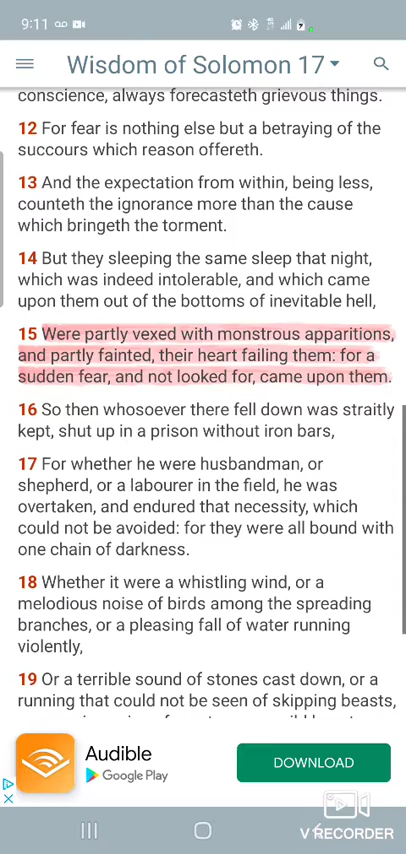 9:11
Wisdom of Solomon 17
conscience, always forecasteth grievous things.
12 For fear is nothing else but a betraying of the
succours which reason offereth.
13 And the expectation from within, being less,
counteth the ignorance more than the cause
which bringeth the torment.
14 But they sleeping the same sleep that night,
which was indeed intolerable, and which came
upon them out of the bottoms of inevitable hell,
15 Were partly vexed with monstrous apparitions,
and partly fainted, their heart failing them: for a
sudden fear, and not looked for, came upon them.
16 So then whosoever there fell down was straitly
kept, shut up in a prison without iron bars,
17 For whether he were husbandman, or
shepherd, or a labourer in the field, he was
overtaken, and endured that necessity, which
could not be avoided: for they were all bound with
one chain of darkness.
18 Whether it were a whistling wind, or a
melodious noise of birds among the spreading
branches, or a pleasing fall of water running
violently,
19 Or a terrible sound of stones cast down, or a
running that could not be seen of skipping beasts,
Audible
Google Play
DOWNLOAD
V RECORDER